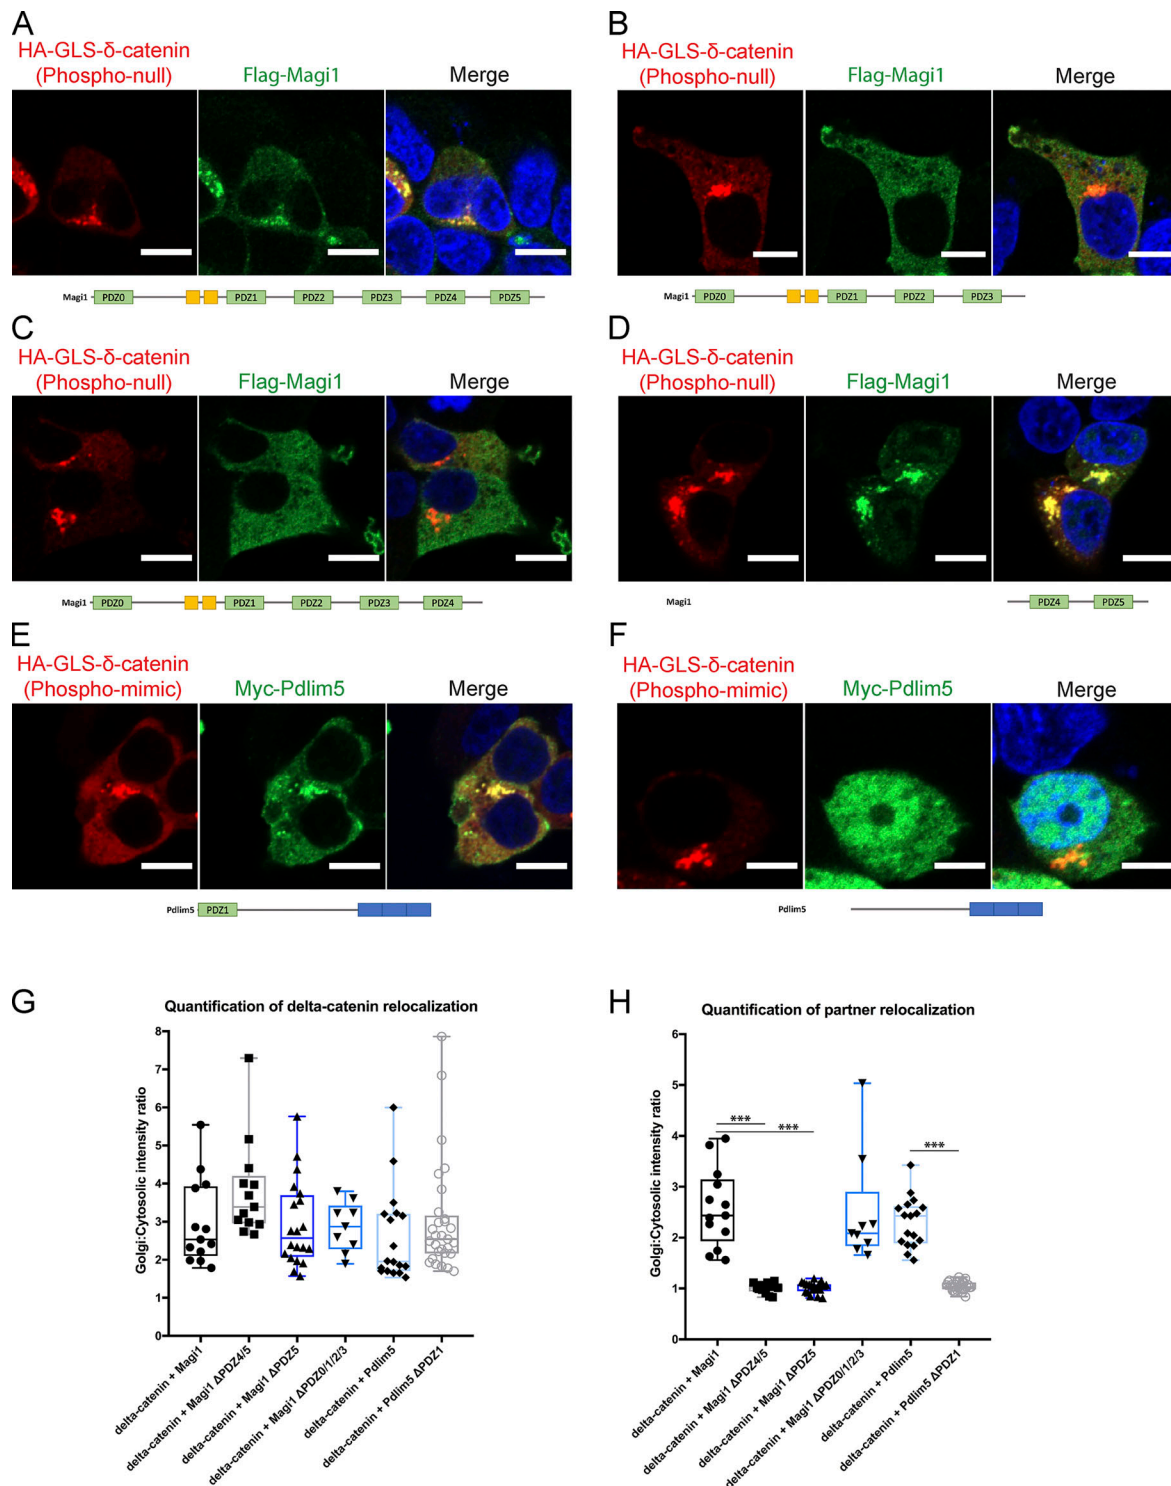 A
HA-GLS-δ-catenin
(Phospho-null)
Flag-Magi1
Merge
Magi1
PDZ0
PDZ1
PDZ2
PDZ3
PDZ4
PDZ5
B
HA-GLS-δ-catenin
(Phospho-null)
Flag-Magi1
Merge
Magi1
PDZ0
PDZ1
PDZ2
PDZ3
C
HA-GLS-δ-catenin
(Phospho-null)
Flag-Magi1
Merge
Magi1
PDZ0
PDZ1
PDZ2
PDZ3
PDZ4
D
HA-GLS-δ-catenin
(Phospho-null)
Flag-Magi1
Merge
Magi1
PDZ4
PDZ5
E
HA-GLS-δ-catenin
(Phospho-mimic)
Myc-Pdlim5
Merge
Pdlim5
PDZ1
F
HA-GLS-δ-catenin
(Phospho-mimic)
Myc-Pdlim5
Merge
Pdlim5
G
Quantification of delta-catenin relocalization
Golgi:Cytosolic intensity ratio
8
7
6
5
4
3
2
1
0
delta-catenin + Magi1
delta-catenin + Magi1 ΔPDZ4/5
delta-catenin + Magi1 ΔPDZ5
delta-catenin + Magi1 ΔPDZ0/1/2/3
delta-catenin + Pdlim5
delta-catenin + Pdlim5 ΔPDZ1
H
Quantification of partner relocalization
Golgi:Cytosolic intensity ratio
6
5
4
3
2
1
0
***
***
***
delta-catenin + Magi1
delta-catenin + Magi1 ΔPDZ4/5
delta-catenin + Magi1 ΔPDZ5
delta-catenin + Magi1 ΔPDZ0/1/2/3
delta-catenin + Pdlim5
delta-catenin + Pdlim5 ΔPDZ1